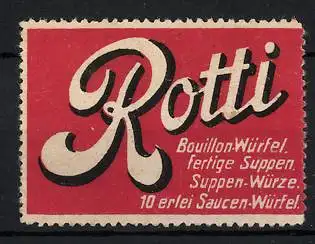 Rotti
Bouillon-Würfel.
fertige Suppen.
Suppen-Würze.
10 erlei Saucen-Würfel.